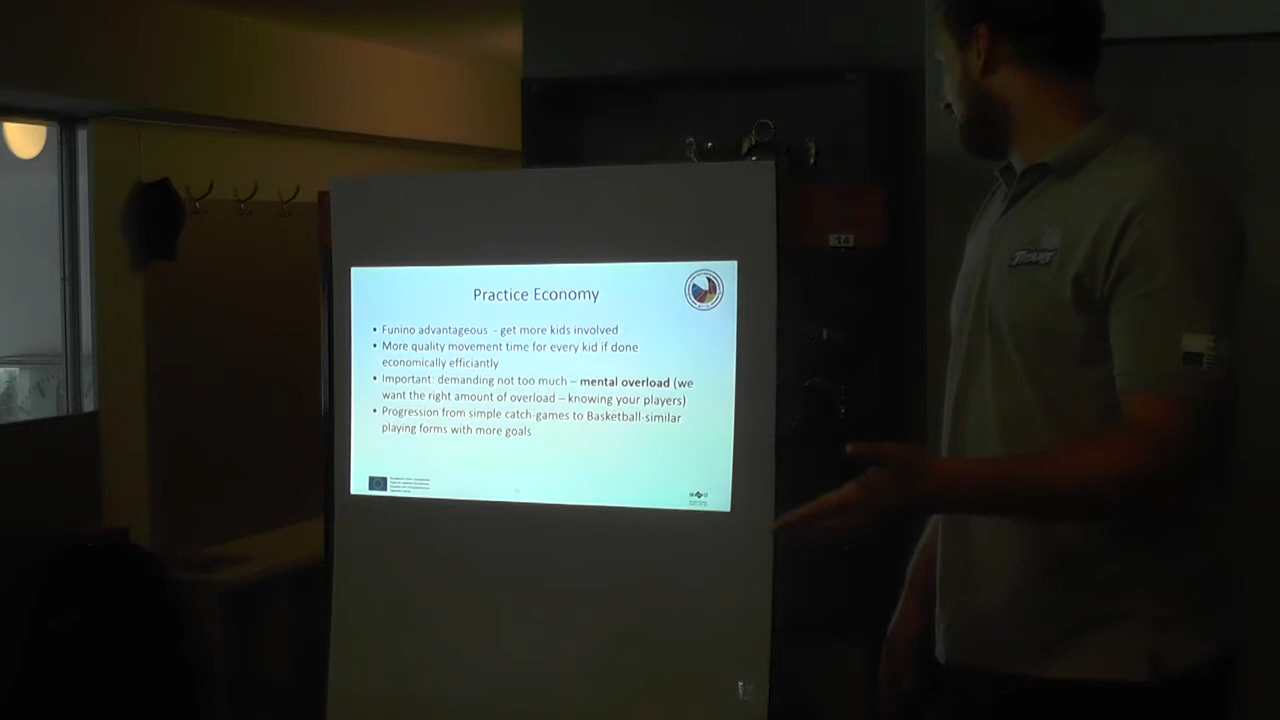 14
Practice Economy
• Funino advantageous - get more kids involved
• More quality movement time for every kid if done
economically efficiantly
• Important: demanding not too much – mental overload (we
want the right amount of overload – knowing your players)
• Progression from simple catch-games to Basketball-similar
playing forms with more goals
TITANS